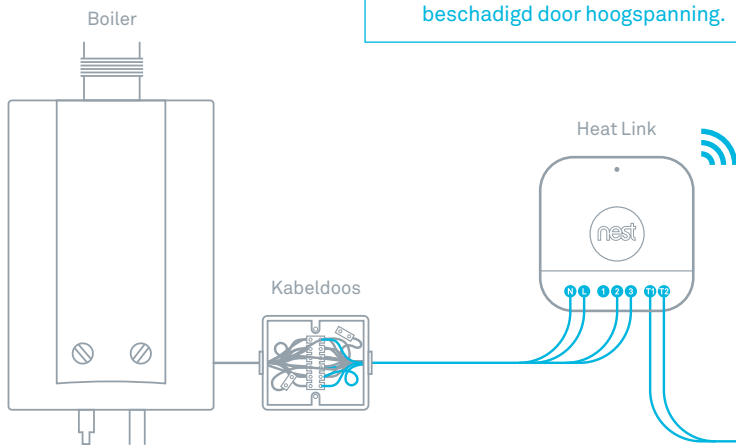 beschadigd door hoogspanning.
Boiler
Heat Link
nest
Kabeldoos
N L 1 2 3 T1 T2